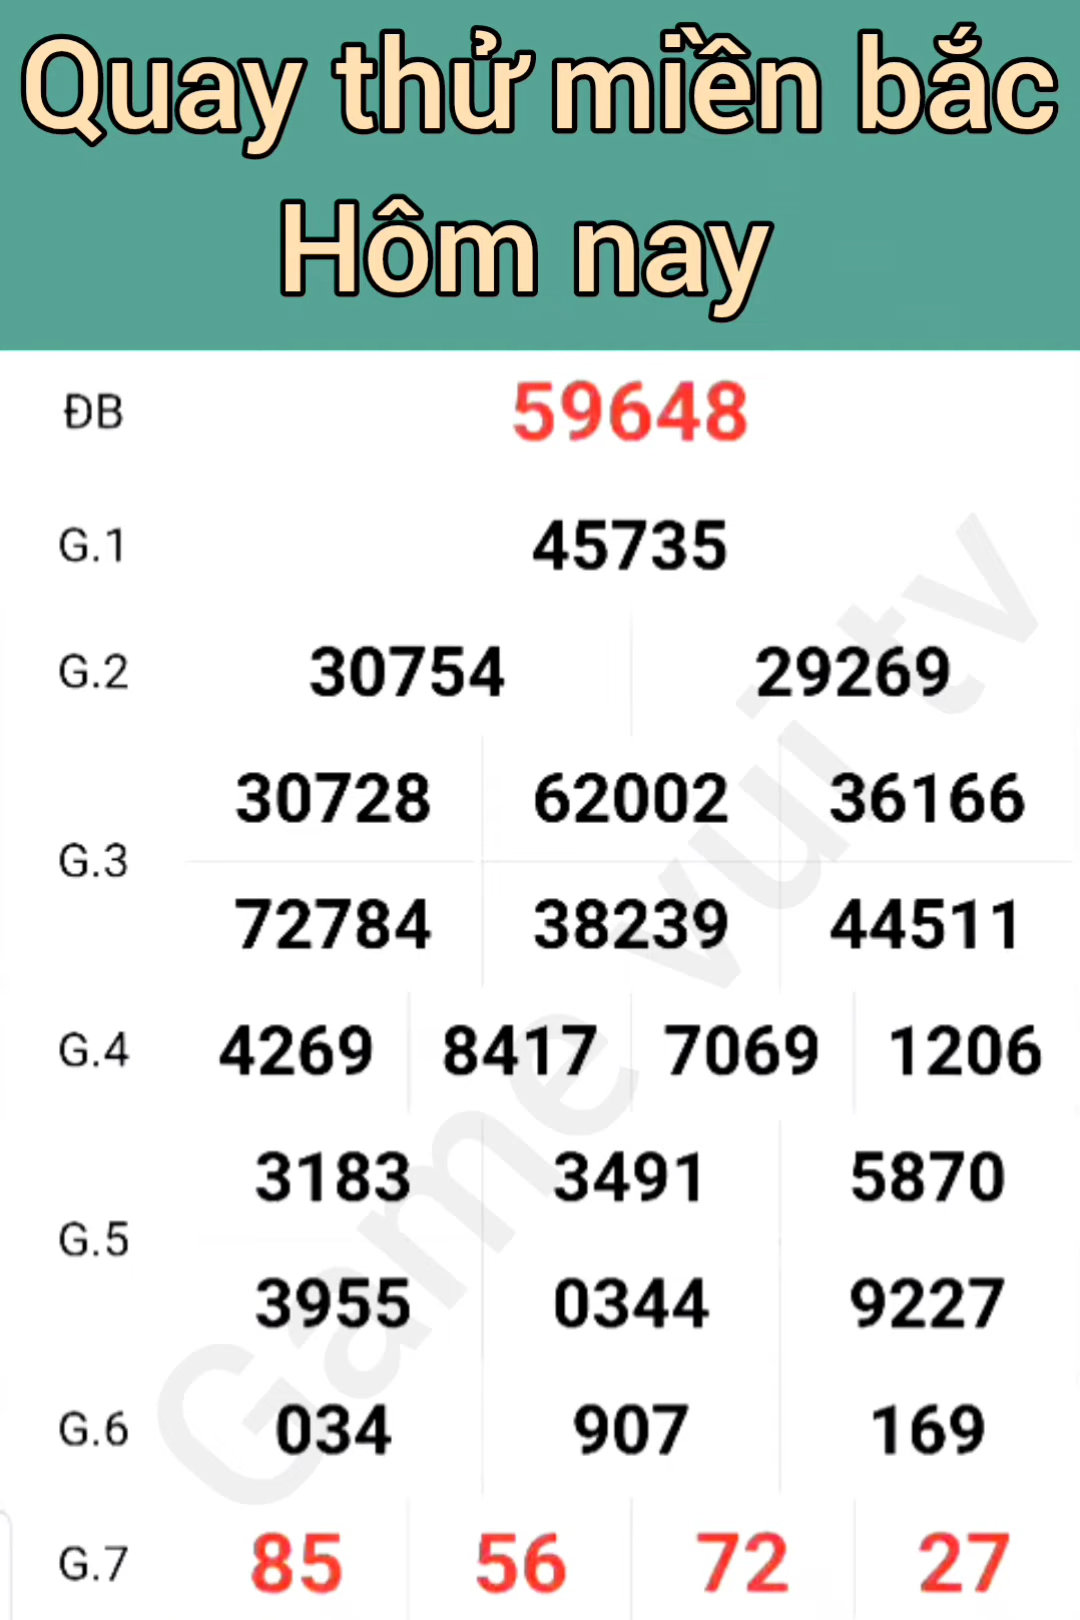 Quay thử miền bắc
Hôm nay
ĐB 59648
G.1 45735
G.2 30754 29269
G.3
30728 62002 36166
72784 38239 44511
G.4 4269 8417 7069 1206
G.5
3183 3491 5870
3955 0344 9227
G.6 034 907 169
G.7 85 56 72 27
Game vui tv